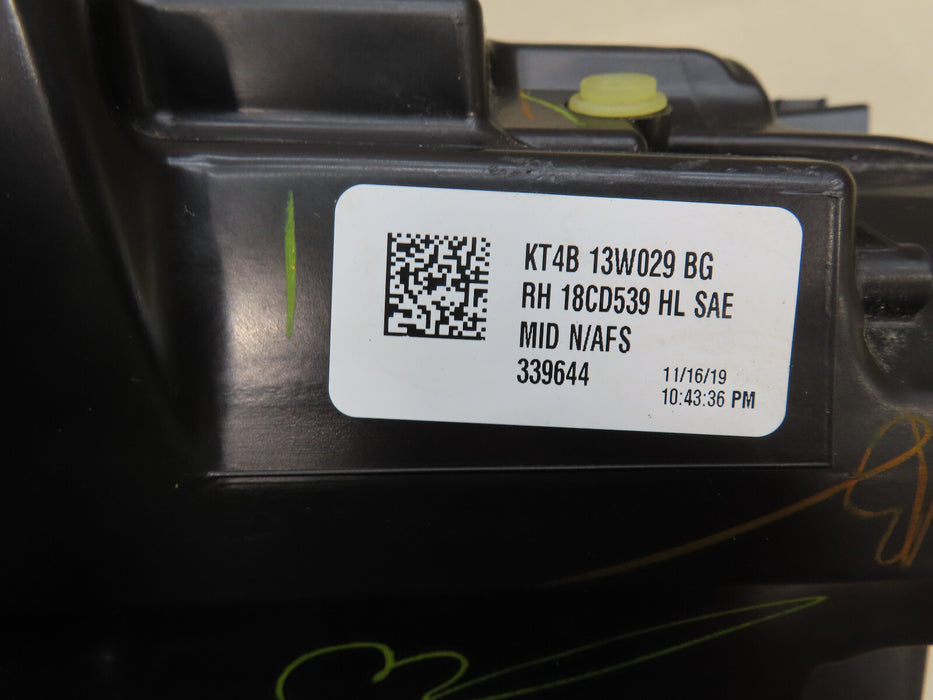 KT4B 13W029 BG
RH 18CD539 HL SAE
MID N/AFS
339644
11/16/19
10:43:36 PM